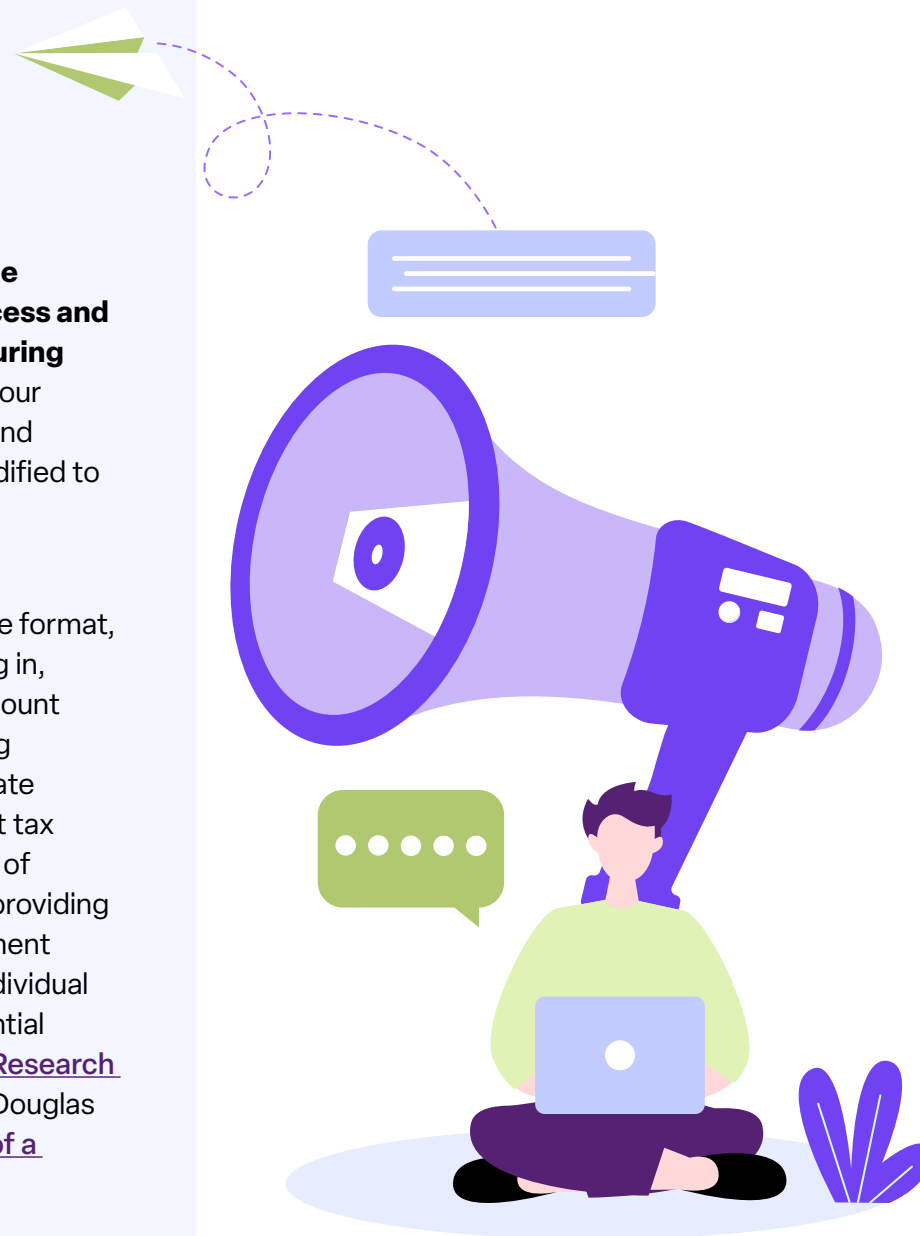 e
cess and
uring
our
nd
dified to
e format,
g in,
ount
g
ate
t tax
of
providing
nent
dividual
ntial
Research
Douglas
of a